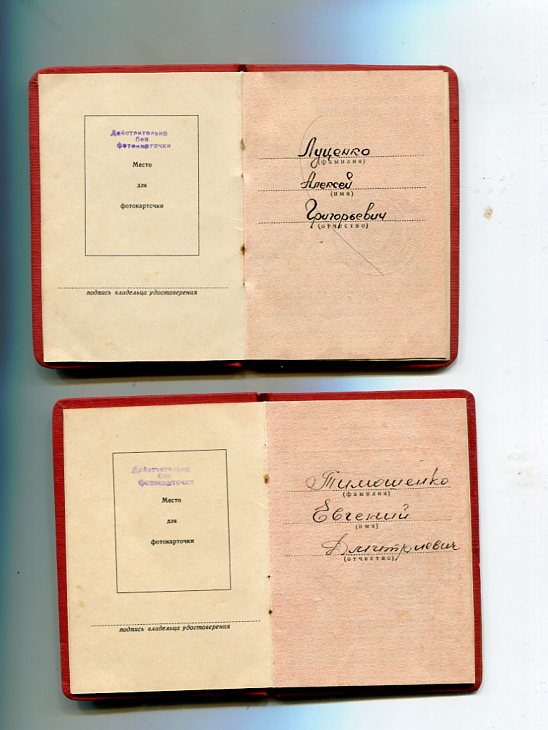 Действительно
без
фотокарточки
Место
для
фотокарточки
подпись владельца удостоверения
Луценко
(фамилия)
Алексей
(имя)
Григорьевич
(отчество)
Действительно
без
фотокарточки
Место
для
фотокарточки
подпись владельца удостоверения
Тимошенко
(фамилия)
Евгений
(имя)
Дмитриевич
(отчество)